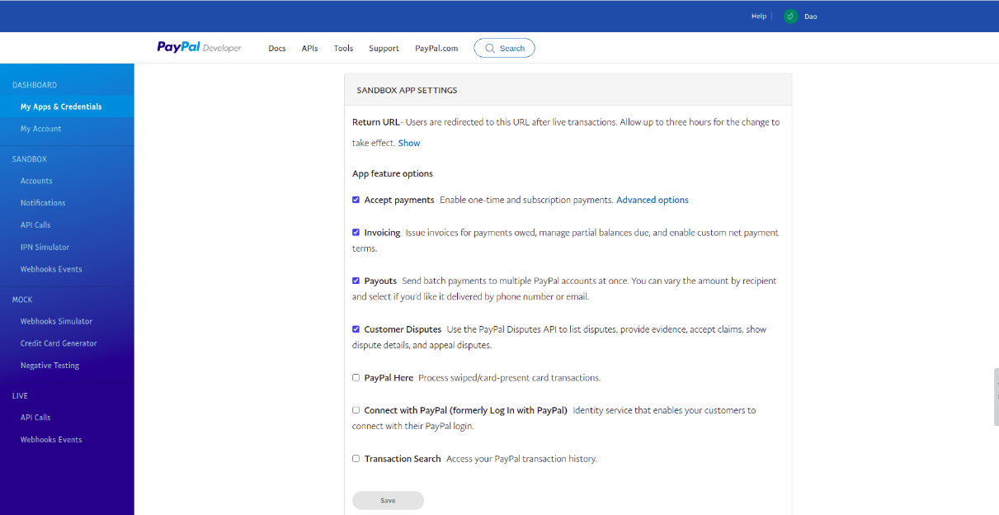 Help
Dao
PayPal Developer
Docs
APIs
Tools
Support
PayPal.com
Search
DASHBOARD
My Apps & Credentials
My Account
SANDBOX
Accounts
Notifications
API Calls
IPN Simulator
Webhooks Events
MOCK
Webhooks Simulator
Credit Card Generator
Negative Testing
LIVE
API Calls
Webhooks Events
SANDBOX APP SETTINGS
Return URL- Users are redirected to this URL after live transactions. Allow up to three hours for the change to
take effect. Show
App feature options
Accept payments Enable one-time and subscription payments. Advanced options
Invoicing Issue invoices for payments owed, manage partial balances due, and enable custom net payment
terms.
Payouts Send batch payments to multiple PayPal accounts at once. You can vary the amount by recipient
and select if you'd like it delivered by phone number or email.
Customer Disputes Use the PayPal Disputes API to list disputes, provide evidence, accept claims, show
dispute details, and appeal disputes.
PayPal Here Process swiped/card-present card transactions.
Connect with PayPal (formerly Log In with PayPal) Identity service that enables your customers to
connect with their PayPal login.
Transaction Search Access your PayPal transaction history.
Save